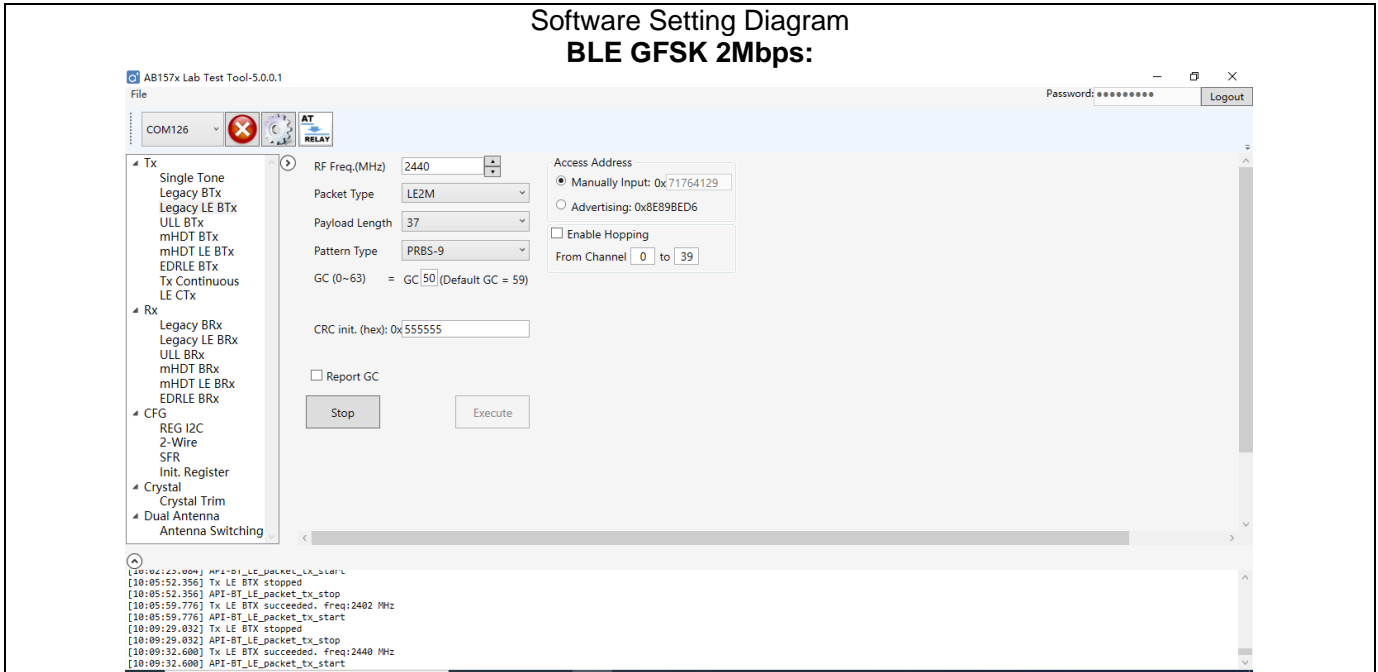 Software Setting Diagram
BLE GFSK 2Mbps:
AB157x Lab Test Tool-5.0.0.1
File
Password: ●●●●●●●●●
Logout
COM126
AT
RELAY
Tx
Single Tone
Legacy BTx
Legacy LE BTx
ULL BTx
mHDT BTx
mHDT LE BTx
EDRLE BTx
Tx Continuous
LE CTx
Rx
Legacy BRx
Legacy LE BRx
ULL BRx
mHDT BRx
mHDT LE BRx
EDRLE BRx
CFG
REG I2C
2-Wire
SFR
Init. Register
Crystal
Crystal Trim
Dual Antenna
Antenna Switching
RF Freq.(MHz) 2440
Packet Type LE2M
Payload Length 37
Pattern Type PRBS-9
GC (0~63) = GC 50 (Default GC = 59)
CRC init. (hex): 0x 555555
Report GC
Stop Execute
Access Address
Manually Input: 0x 71764129
Advertising: 0x8E89BED6
Enable Hopping
From Channel 0 to 39
[10:02:23.084] API-BT_LE_packet_tx_start
[10:05:52.356] Tx LE BTX stopped
[10:05:52.356] API-BT_LE_packet_tx_stop
[10:05:59.776] Tx LE BTX succeeded. freq:2402 MHz
[10:05:59.776] API-BT_LE_packet_tx_start
[10:09:29.032] Tx LE BTX stopped
[10:09:29.032] API-BT_LE_packet_tx_stop
[10:09:32.600] Tx LE BTX succeeded. freq:2440 MHz
[10:09:32.600] API-BT_LE_packet_tx_start